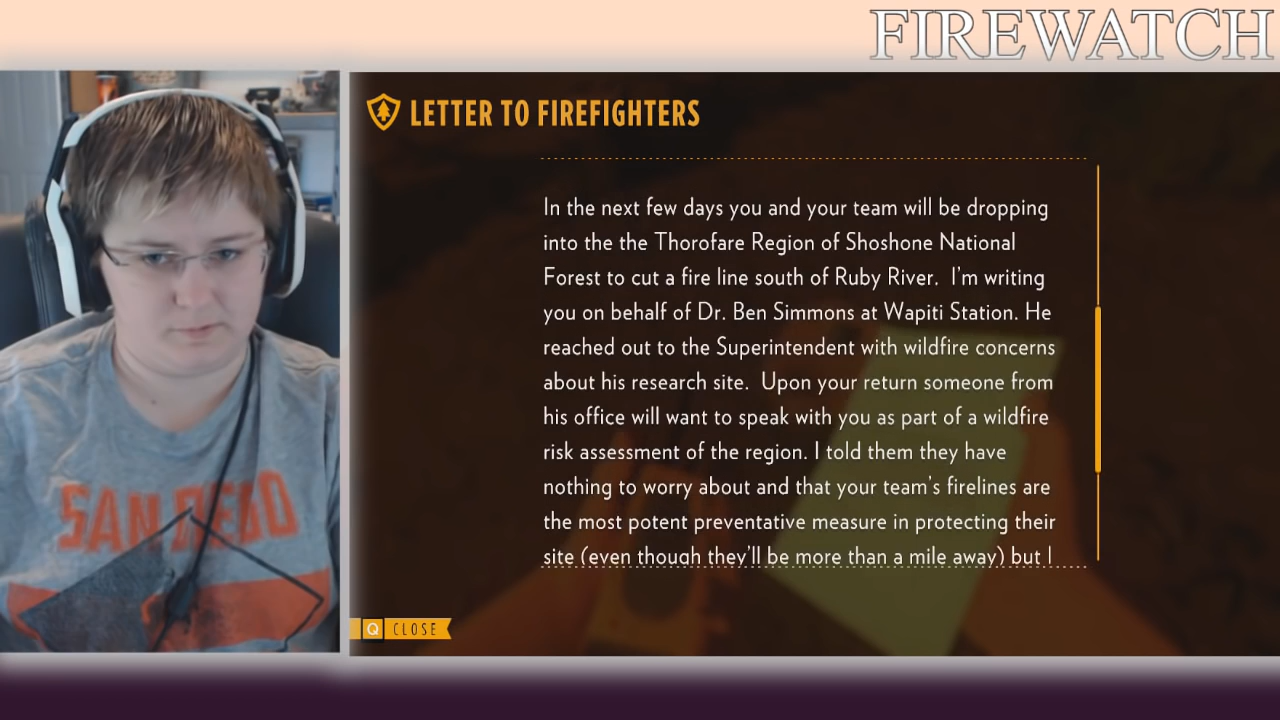 FIREWATCH
LETTER TO FIREFIGHTERS
In the next few days you and your team will be dropping
into the the Thorofare Region of Shoshone National
Forest to cut a fire line south of Ruby River.  I'm writing
you on behalf of Dr. Ben Simmons at Wapiti Station. He
reached out to the Superintendent with wildfire concerns
about his research site.  Upon your return someone from
his office will want to speak with you as part of a wildfire
risk assessment of the region. I told them they have
nothing to worry about and that your team's firelines are
the most potent preventative measure in protecting their
site (even though they'll be more than a mile away) but I
Q CLOSE
SAN DIEGO